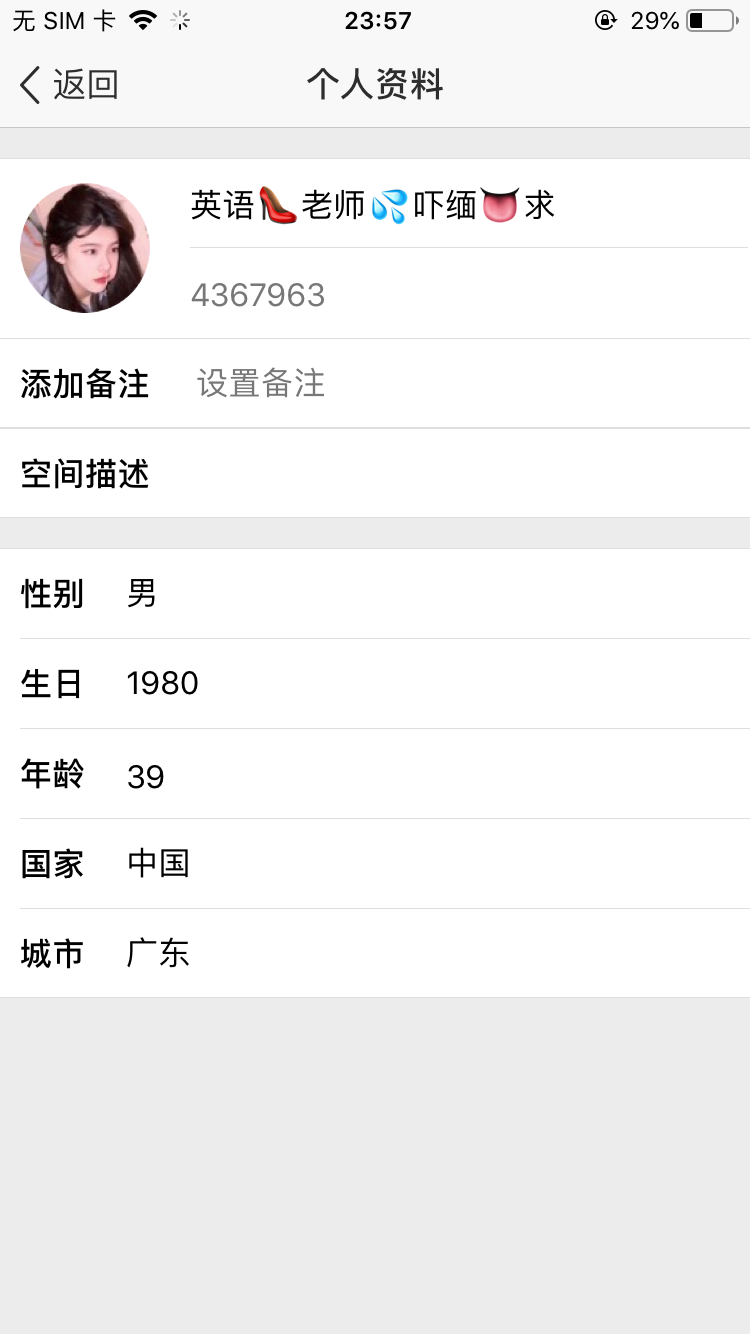 无 SIM 卡 23:57 29%
返回 个人资料
英语👠老师💦吓缅👅求
4367963
添加备注 设置备注
空间描述
性别 男
生日 1980
年龄 39
国家 中国
城市 广东